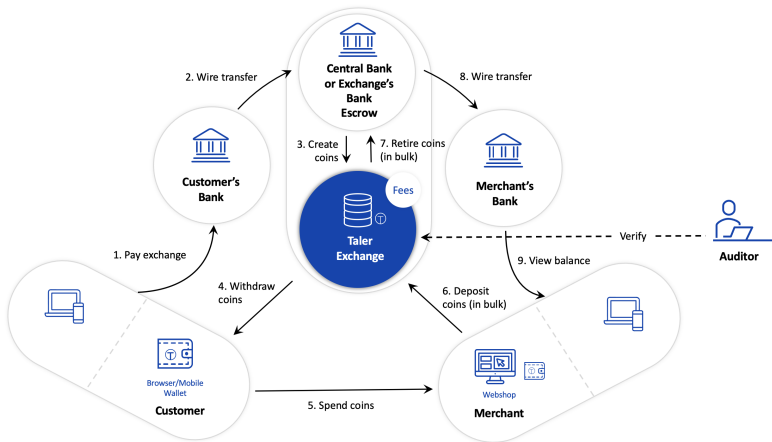 Central Bank
or Exchange's
Bank
Escrow
2. Wire transfer
8. Wire transfer
3. Create
coins
7. Retire coins
(in bulk)
Customer's
Bank
Merchant's
Bank
Fees
Taler
Exchange
Verify
Auditor
1. Pay exchange
9. View balance
4. Withdraw
coins
6. Deposit
coins (in bulk)
Browser/Mobile
Wallet
Customer
5. Spend coins
Webshop
Merchant